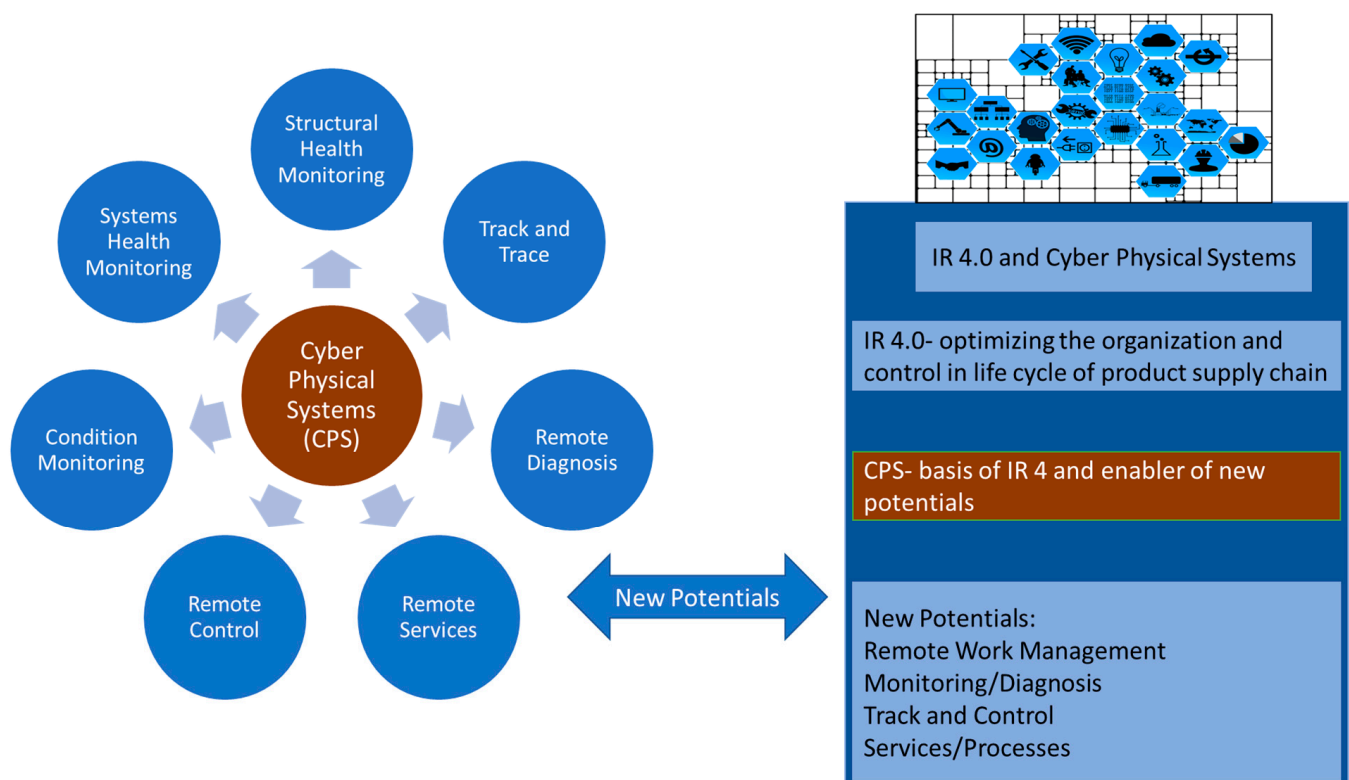 Structural
Health
Monitoring
Systems
Health
Monitoring
Track and
Trace
Cyber
Physical
Systems
(CPS)
Condition
Monitoring
Remote
Diagnosis
Remote
Control
Remote
Services
New Potentials
@
IR 4.0 and Cyber Physical Systems
IR 4.0- optimizing the organization and
control in life cycle of product supply chain
CPS- basis of IR 4 and enabler of new
potentials
New Potentials:
Remote Work Management
Monitoring/Diagnosis
Track and Control
Services/Processes